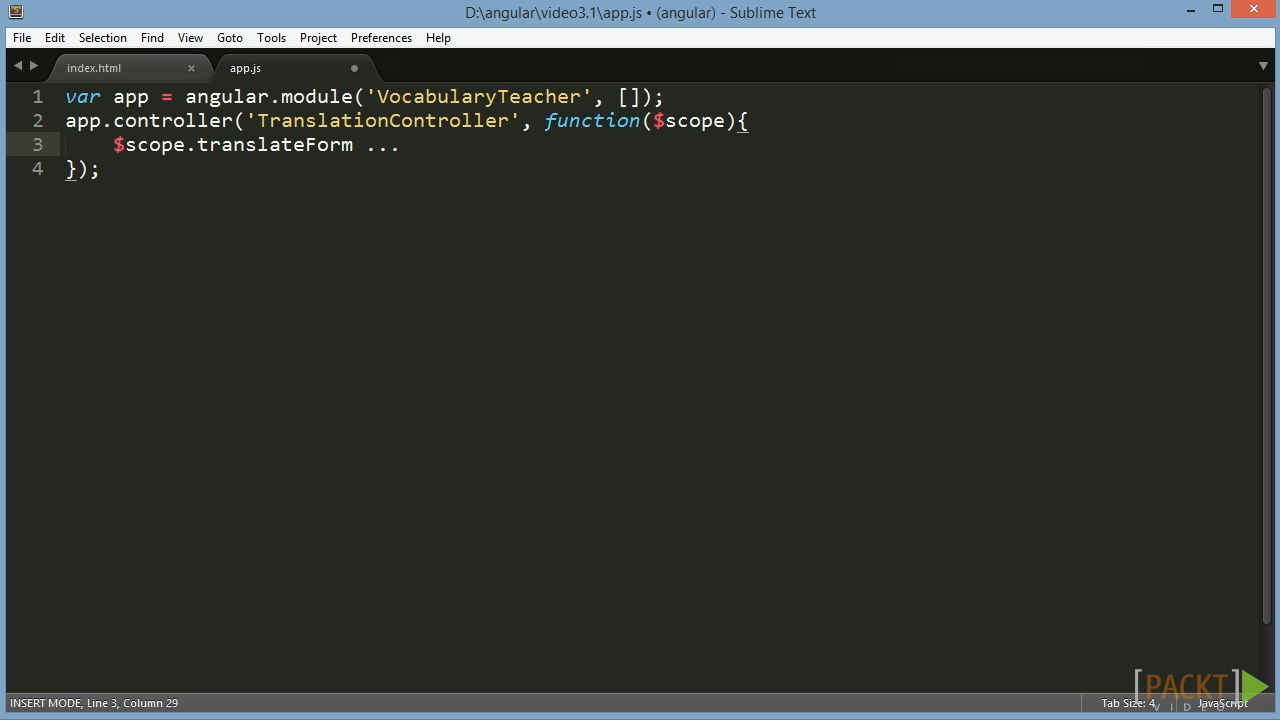 D:\angular\video3.1\app.js • (angular) - Sublime Text
File Edit Selection Find View Goto Tools Project Preferences Help
index.html × app.js
1 var app = angular.module('VocabularyTeacher', []);
2 app.controller('TranslationController', function($scope){
3 $scope.translateForm ...
4 });
[PACKT]
VIDEO
INSERT MODE, Line 3, Column 29 Tab Size: 4 JavaScript